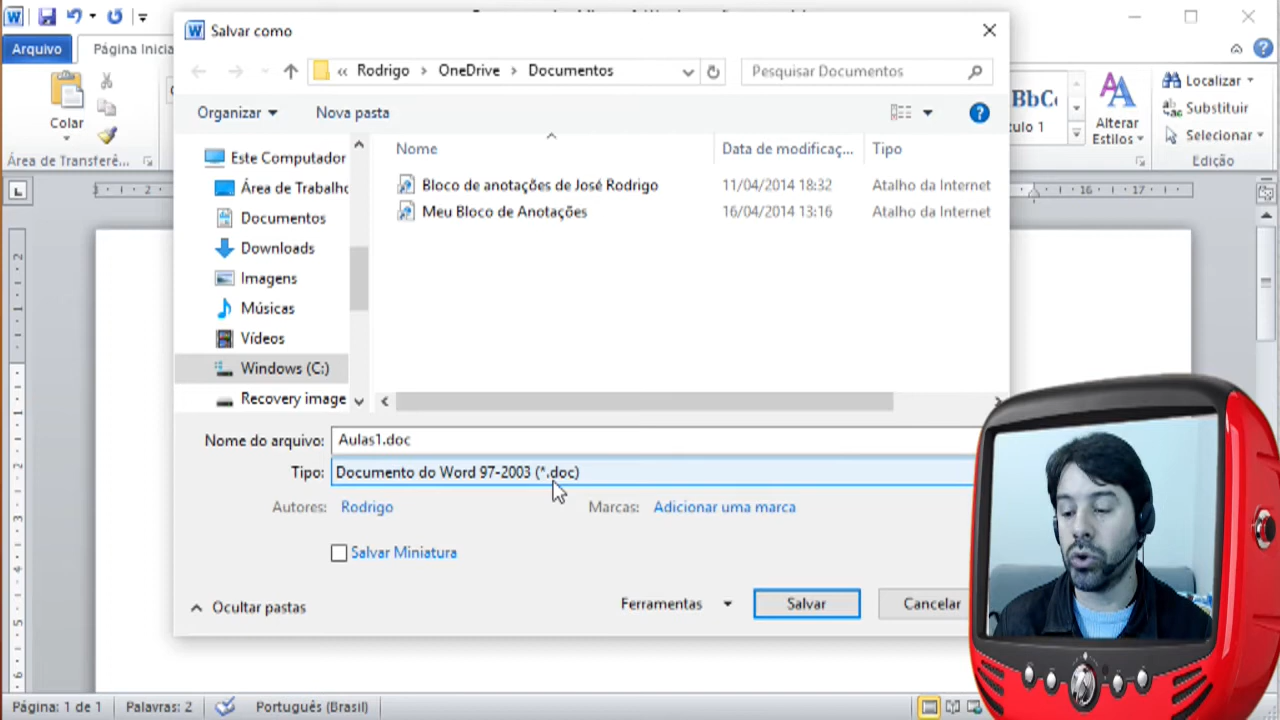 Salvar como
Arquivo
Página Inicia
« Rodrigo > OneDrive > Documentos
Pesquisar Documentos
Organizar
Nova pasta
Colar
Área de Transferê...
Nome
Data de modificaç...
Tipo
Bloco de anotações de José Rodrigo
11/04/2014 18:32
Atalho da Internet
Meu Bloco de Anotações
16/04/2014 13:16
Atalho da Internet
Este Computador
Área de Trabalho
Documentos
Downloads
Imagens
Músicas
Vídeos
Windows (C:)
Recovery image
BbCc
ulo 1
Alterar
Estilos
Localizar
Substituir
Selecionar
Edição
2
16
17
Nome do arquivo:
Aulas1.doc
Tipo:
Documento do Word 97-2003 (*.doc)
Autores:
Rodrigo
Marcas:
Adicionar uma marca
Salvar Miniatura
Ocultar pastas
Ferramentas
Salvar
Cancelar
Página: 1 de 1
Palavras: 2
Português (Brasil)